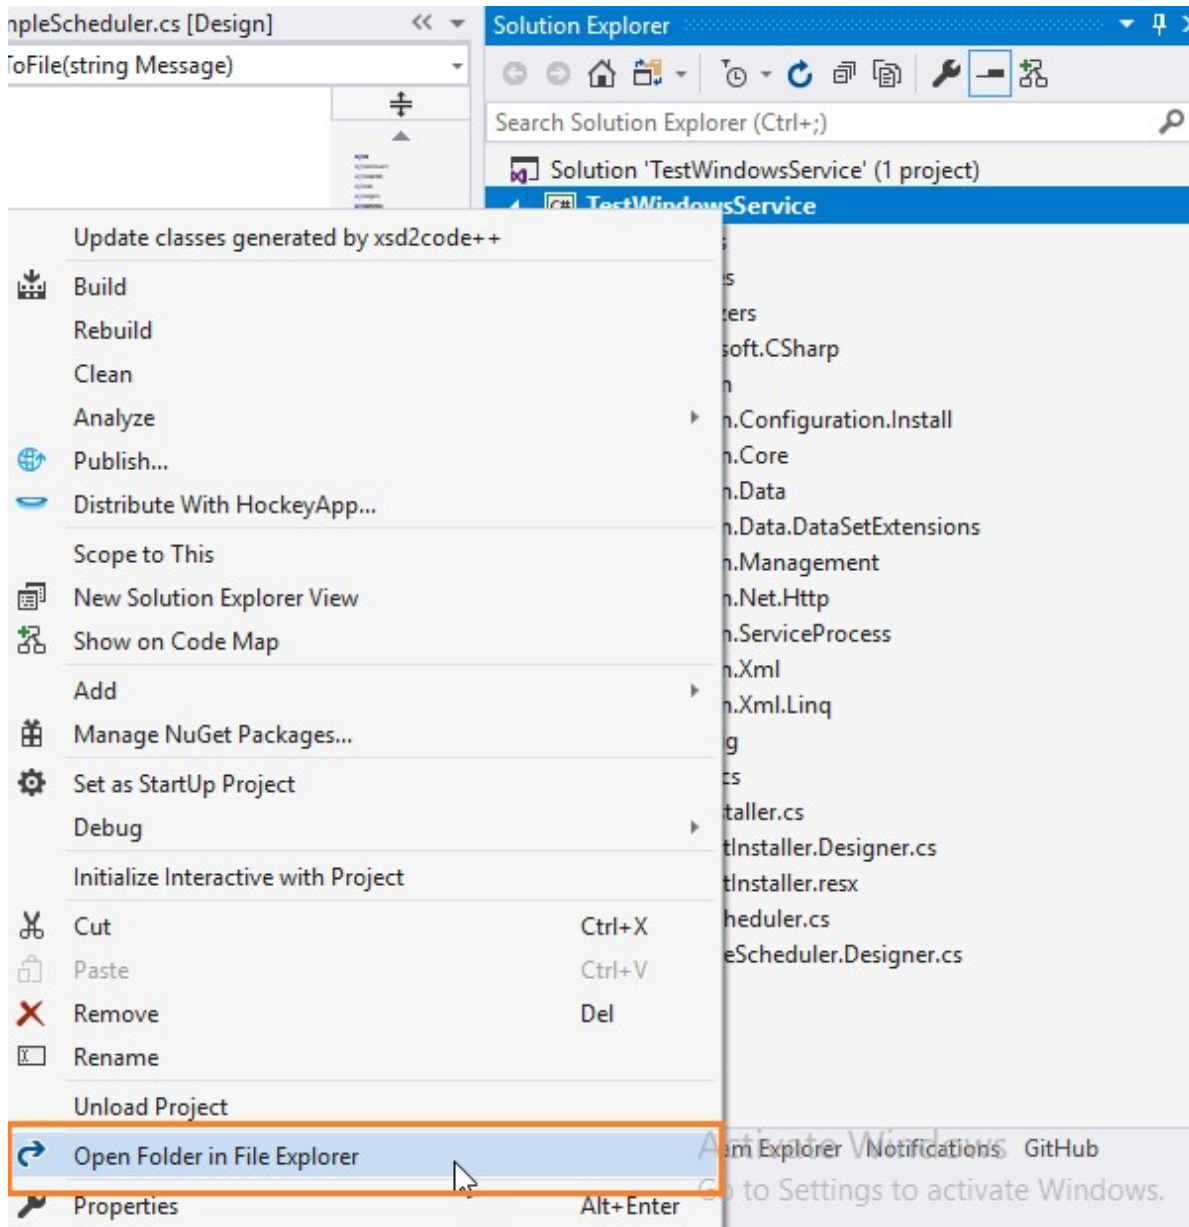 npleScheduler.cs [Design]
ToFile(string Message)
Solution Explorer
Search Solution Explorer (Ctrl+;)
Solution 'TestWindowsService' (1 project)
C# TestWindowsService
Update classes generated by xsd2code++
Build
Rebuild
Clean
Analyze
Publish...
Distribute With HockeyApp...
Scope to This
New Solution Explorer View
Show on Code Map
Add
Manage NuGet Packages...
Set as StartUp Project
Debug
Initialize Interactive with Project
Cut Ctrl+X
Paste Ctrl+V
Remove Del
Rename
Unload Project
Open Folder in File Explorer
Properties Alt+Enter
s
es
zers
soft.CSharp
n
n.Configuration.Install
n.Core
n.Data
n.Data.DataSetExtensions
n.Management
n.Net.Http
n.ServiceProcess
n.Xml
n.Xml.Linq
g
cs
taller.cs
tInstaller.Designer.cs
tInstaller.resx
heduler.cs
eScheduler.Designer.cs
am Explorer Notifications GitHub
Activate Windows
Go to Settings to activate Windows.